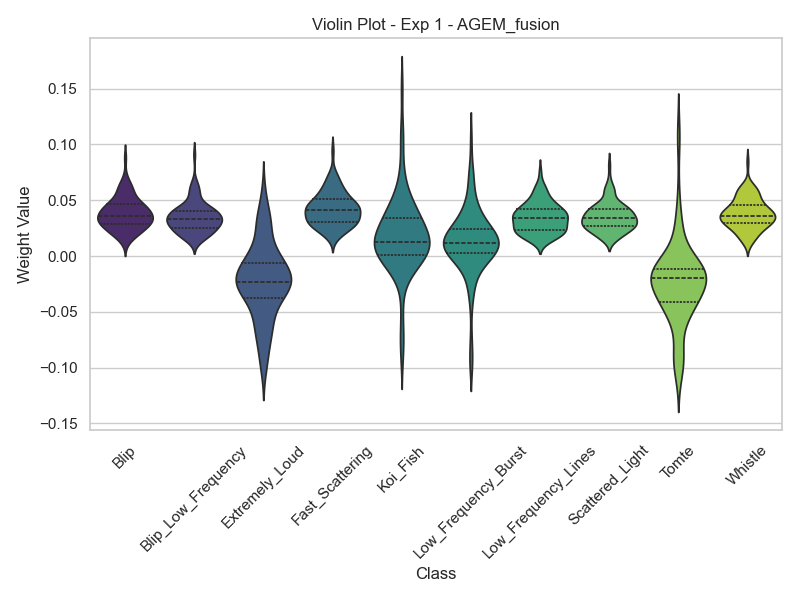 Violin Plot - Exp 1 - AGEM_fusion
Weight Value
0.15
0.10
0.05
0.00
−0.05
−0.10
−0.15
Blip
Blip_Low_Frequency
Extremely_Loud
Fast_Scattering
Koi_Fish
Low_Frequency_Burst
Low_Frequency_Lines
Scattered_Light
Tomte
Whistle
Class